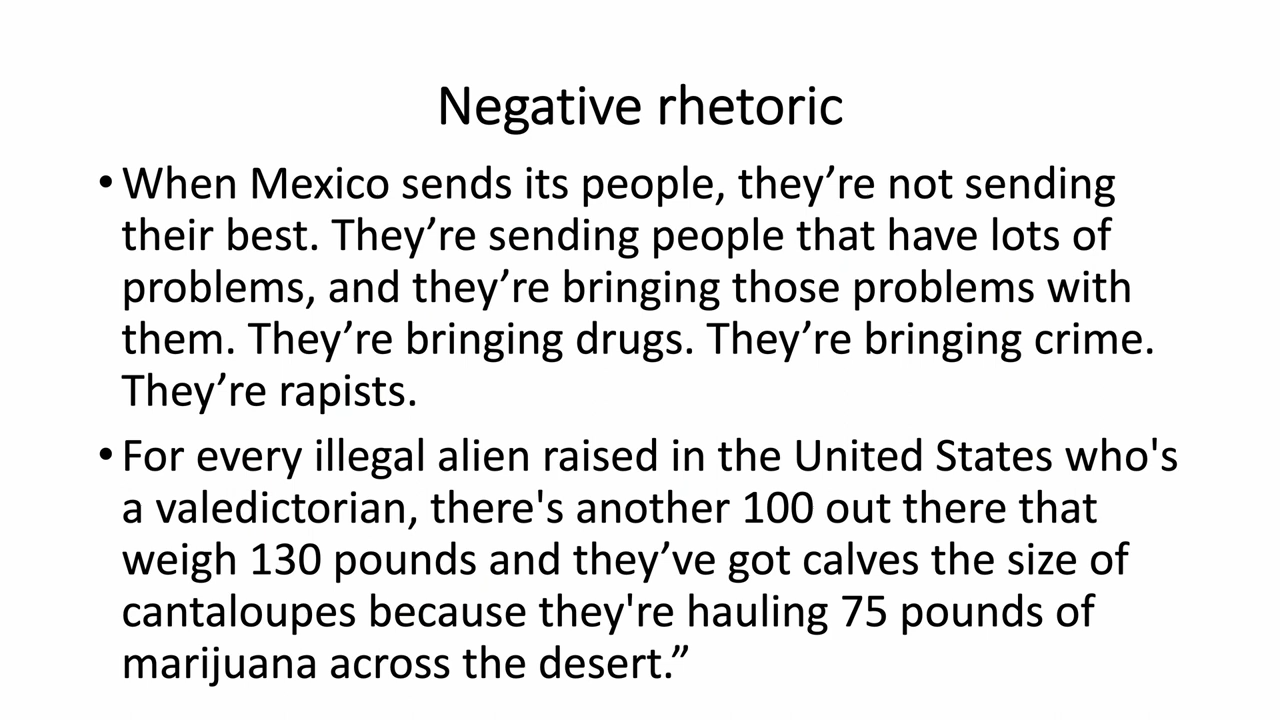 Negative rhetoric
• When Mexico sends its people, they’re not sending
their best. They’re sending people that have lots of
problems, and they’re bringing those problems with
them. They’re bringing drugs. They’re bringing crime.
They’re rapists.
• For every illegal alien raised in the United States who's
a valedictorian, there's another 100 out there that
weigh 130 pounds and they’ve got calves the size of
cantaloupes because they're hauling 75 pounds of
marijuana across the desert.”